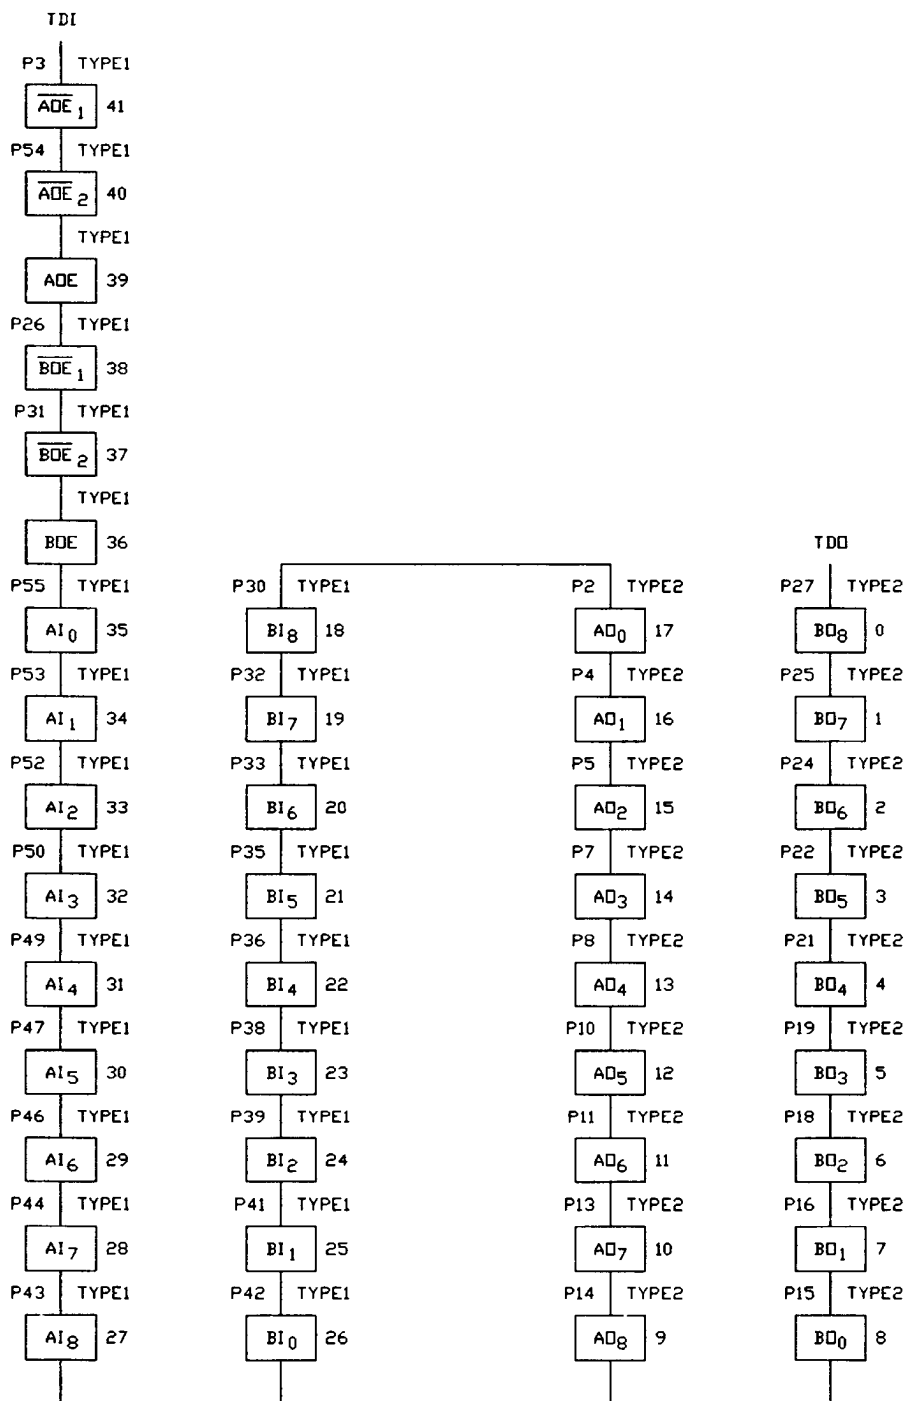 TDI
P3 TYPE1
AOE1 41
P54 TYPE1
AOE2 40
TYPE1
AOE 39
P26 TYPE1
BOE1 38
P31 TYPE1
BOE2 37
TYPE1
BOE 36
P55 TYPE1
AI0 35
P53 TYPE1
AI1 34
P52 TYPE1
AI2 33
P50 TYPE1
AI3 32
P49 TYPE1
AI4 31
P47 TYPE1
AI5 30
P46 TYPE1
AI6 29
P44 TYPE1
AI7 28
P43 TYPE1
AI8 27
P30 TYPE1
BI8 18
P32 TYPE1
BI7 19
P33 TYPE1
BI6 20
P35 TYPE1
BI5 21
P36 TYPE1
BI4 22
P38 TYPE1
BI3 23
P39 TYPE1
BI2 24
P41 TYPE1
BI1 25
P42 TYPE1
BI0 26
P2 TYPE2
AO0 17
P4 TYPE2
AO1 16
P5 TYPE2
AO2 15
P7 TYPE2
AO3 14
P8 TYPE2
AO4 13
P10 TYPE2
AO5 12
P11 TYPE2
AO6 11
P13 TYPE2
AO7 10
P14 TYPE2
AO8 9
TDO
P27 TYPE2
BO8 0
P25 TYPE2
BO7 1
P24 TYPE2
BO6 2
P22 TYPE2
BO5 3
P21 TYPE2
BO4 4
P19 TYPE2
BO3 5
P18 TYPE2
BO2 6
P16 TYPE2
BO1 7
P15 TYPE2
BO0 8